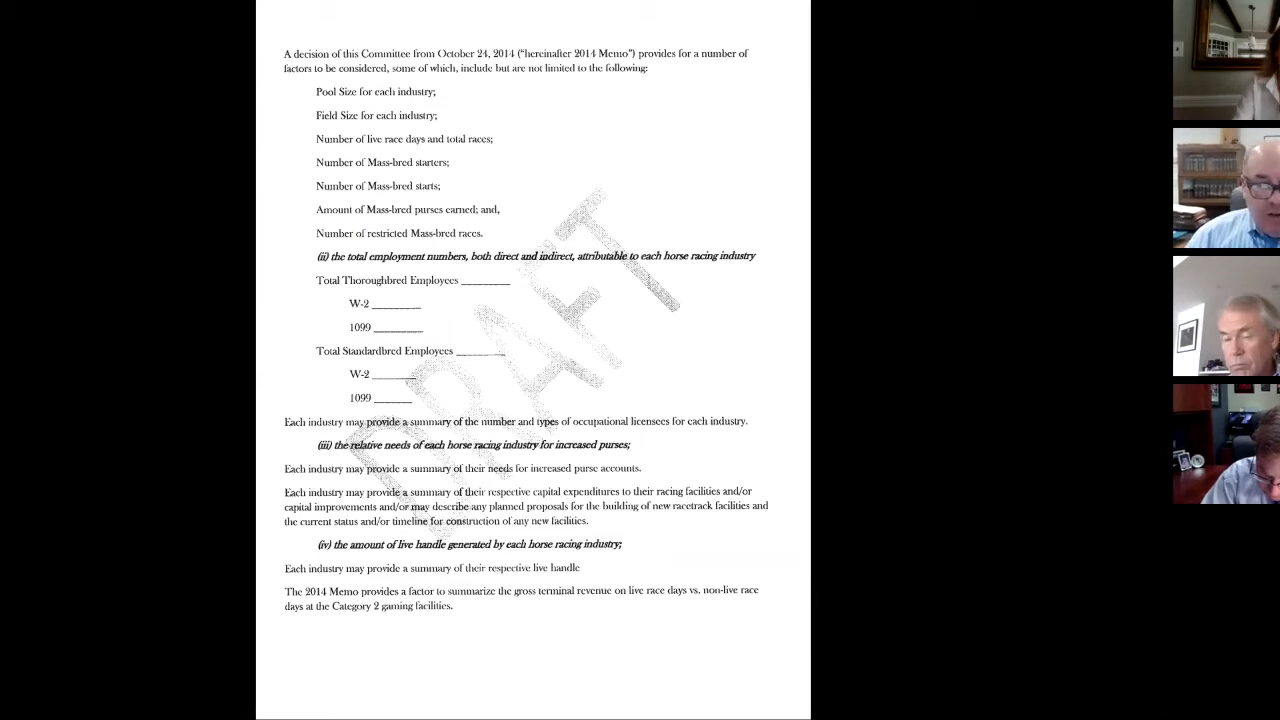 A decision of this Committee from October 24, 2014 (“hereinafter 2014 Memo”) provides for a number of
factors to be considered, some of which, include but are not limited to the following:
Pool Size for each industry;
Field Size for each industry;
Number of live race days and total races;
Number of Mass-bred starters;
Number of Mass-bred starts;
Amount of Mass-bred purses earned; and,
Number of restricted Mass-bred races.
(ii) the total employment numbers, both direct and indirect, attributable to each horse racing industry
Total Thoroughbred Employees _________
W-2 _________
1099 _________
Total Standardbred Employees _________
W-2 ________
1099 _______
Each industry may provide a summary of the number and types of occupational licensees for each industry.
(iii) the relative needs of each horse racing industry for increased purses;
Each industry may provide a summary of their needs for increased purse accounts.
Each industry may provide a summary of their respective capital expenditures to their racing facilities and/or
capital improvements and/or may describe any planned proposals for the building of new racetrack facilities and
the current status and/or timeline for construction of any new facilities.
(iv) the amount of live handle generated by each horse racing industry;
Each industry may provide a summary of their respective live handle
The 2014 Memo provides a factor to summarize the gross terminal revenue on live race days vs. non-live race
days at the Category 2 gaming facilities.
DRAFT